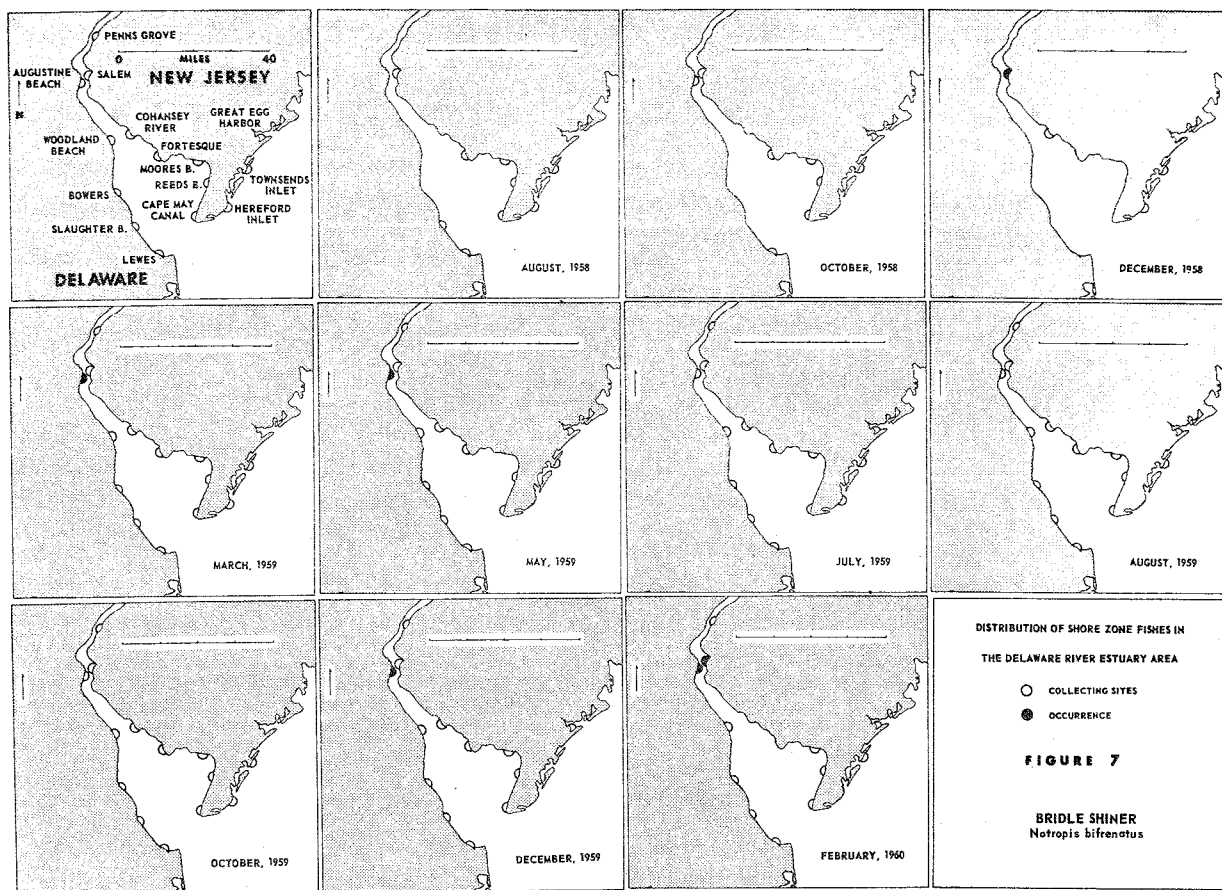 PENNS GROVE
0 MILES 40
AUGUSTINE BEACH
SALEM
NEW JERSEY
N
COHANSEY RIVER
GREAT EGG HARBOR
WOODLAND BEACH
FORTESQUE
MOORES B.
REEDS B.
TOWNSENDS INLET
BOWERS
CAPE MAY CANAL
HEREFORD INLET
SLAUGHTER B.
LEWES
DELAWARE
AUGUST, 1958
OCTOBER, 1958
DECEMBER, 1958
MARCH, 1959
MAY, 1959
JULY, 1959
AUGUST, 1959
OCTOBER, 1959
DECEMBER, 1959
FEBRUARY, 1960
DISTRIBUTION OF SHORE ZONE FISHES IN
THE DELAWARE RIVER ESTUARY AREA
COLLECTING SITES
OCCURRENCE
FIGURE 7
BRIDLE SHINER
Notropis bifrenatus